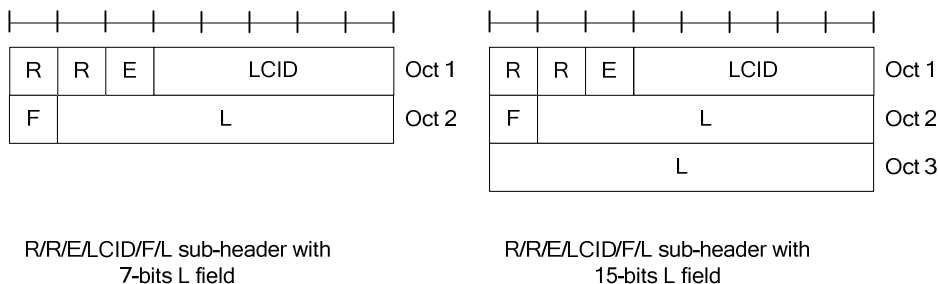 R R E LCID Oct 1
F L Oct 2
R/R/E/LCID/F/L sub-header with
7-bits L field
R R E LCID Oct 1
F L Oct 2
L Oct 3
R/R/E/LCID/F/L sub-header with
15-bits L field